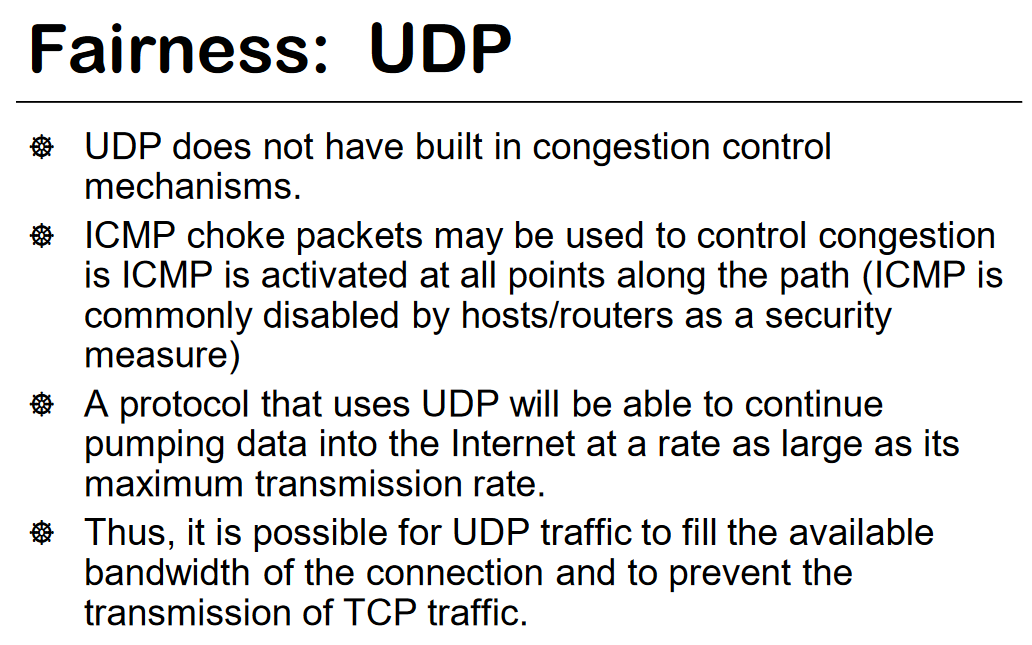 Fairness: UDP
UDP does not have built in congestion control
mechanisms.
ICMP choke packets may be used to control congestion
is ICMP is activated at all points along the path (ICMP is
commonly disabled by hosts/routers as a security
measure)
A protocol that uses UDP will be able to continue
pumping data into the Internet at a rate as large as its
maximum transmission rate.
Thus, it is possible for UDP traffic to fill the available
bandwidth of the connection and to prevent the
transmission of TCP traffic.